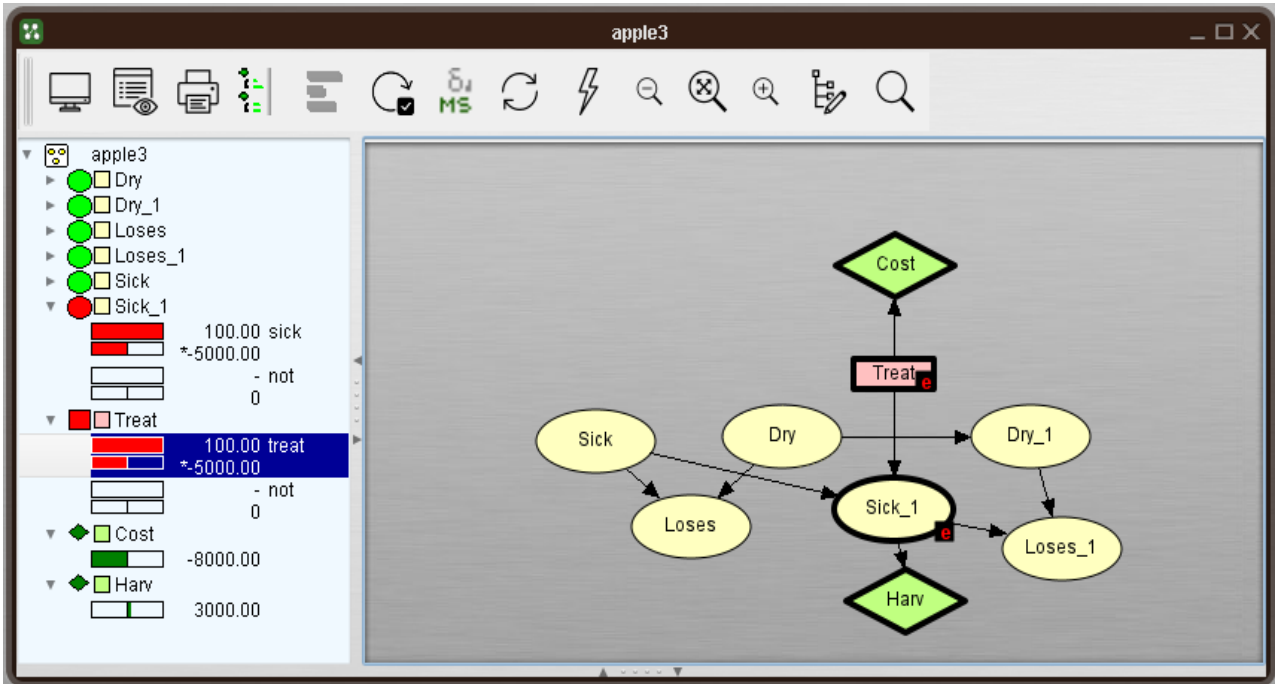 apple3
δ↓
MS
apple3
Dry
Dry_1
Loses
Loses_1
Sick
Sick_1
100.00 sick
*-5000.00
- not
0
Treat
100.00 treat
*-5000.00
- not
0
Cost
-8000.00
Harv
3000.00
Cost
Treat
e
Sick
Dry
Dry_1
Sick_1
e
Loses
Loses_1
Harv